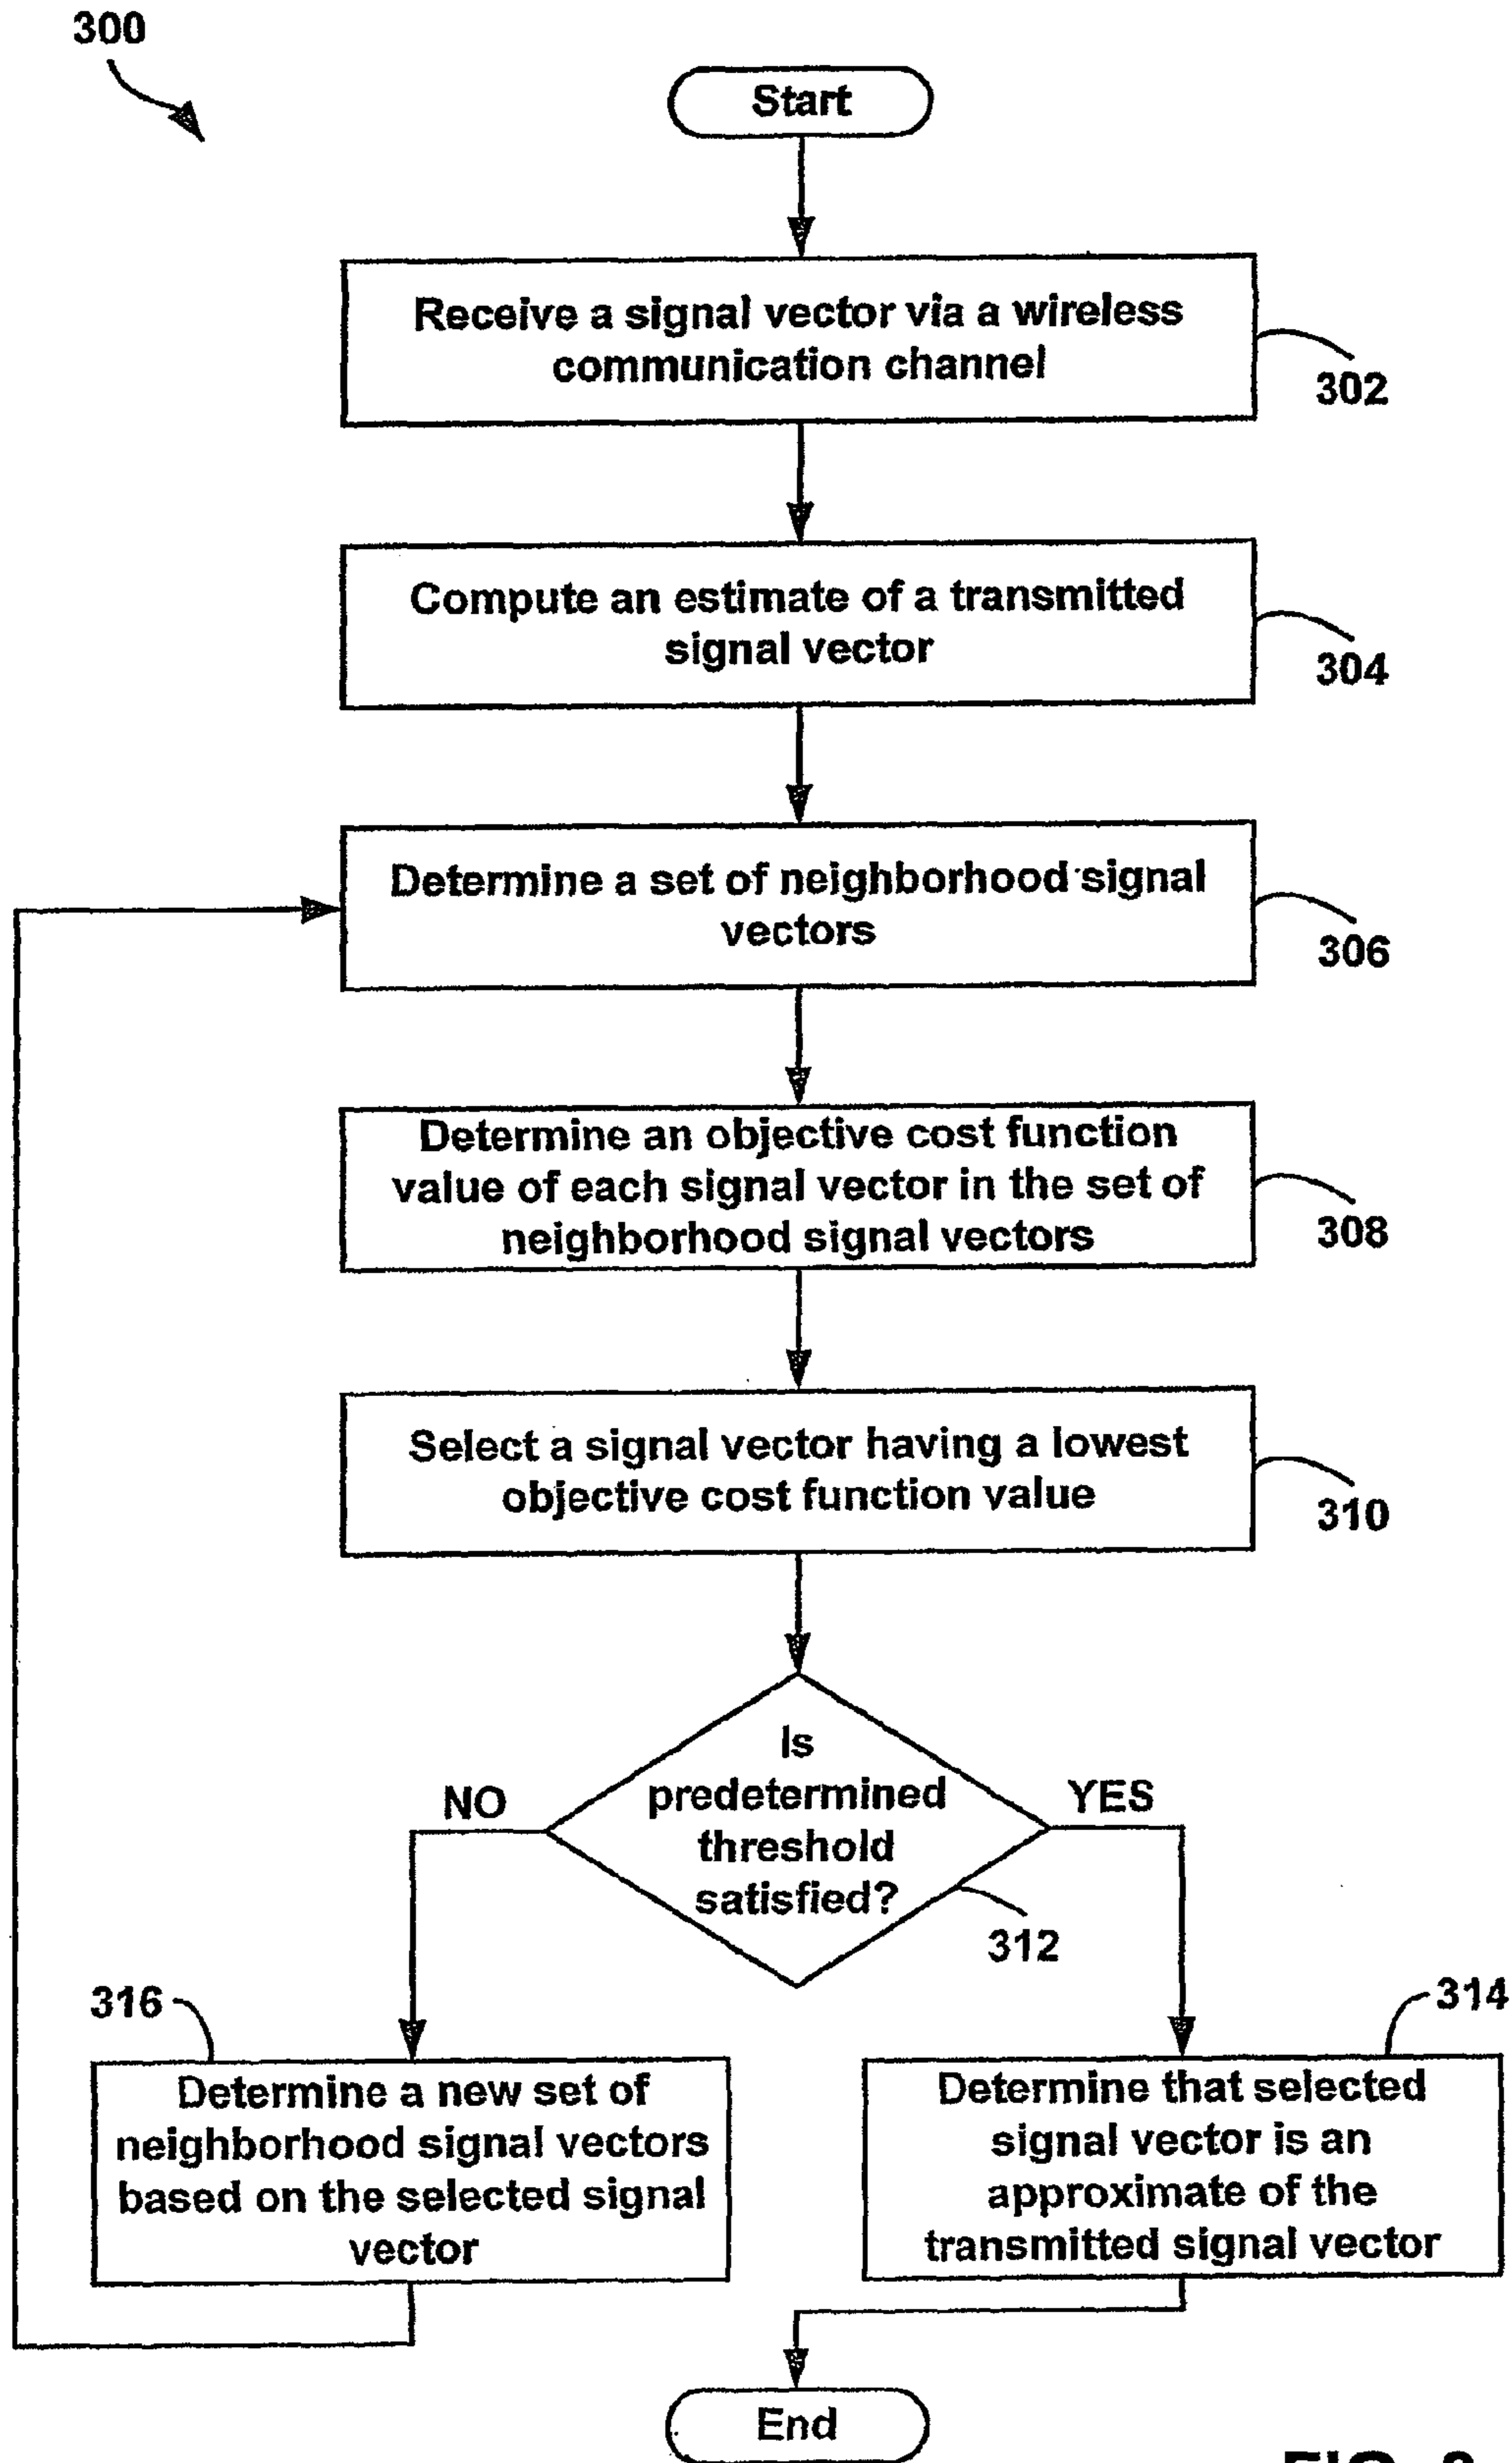 300
Start
Receive a signal vector via a wireless
communication channel
302
Compute an estimate of a transmitted
signal vector
304
Determine a set of neighborhood signal
vectors
306
Determine an objective cost function
value of each signal vector in the set of
neighborhood signal vectors
308
Select a signal vector having a lowest
objective cost function value
310
Is
predetermined
threshold
satisfied?
NO
YES
312
316
314
Determine a new set of
neighborhood signal vectors
based on the selected signal
vector
Determine that selected
signal vector is an
approximate of the
transmitted signal vector
End